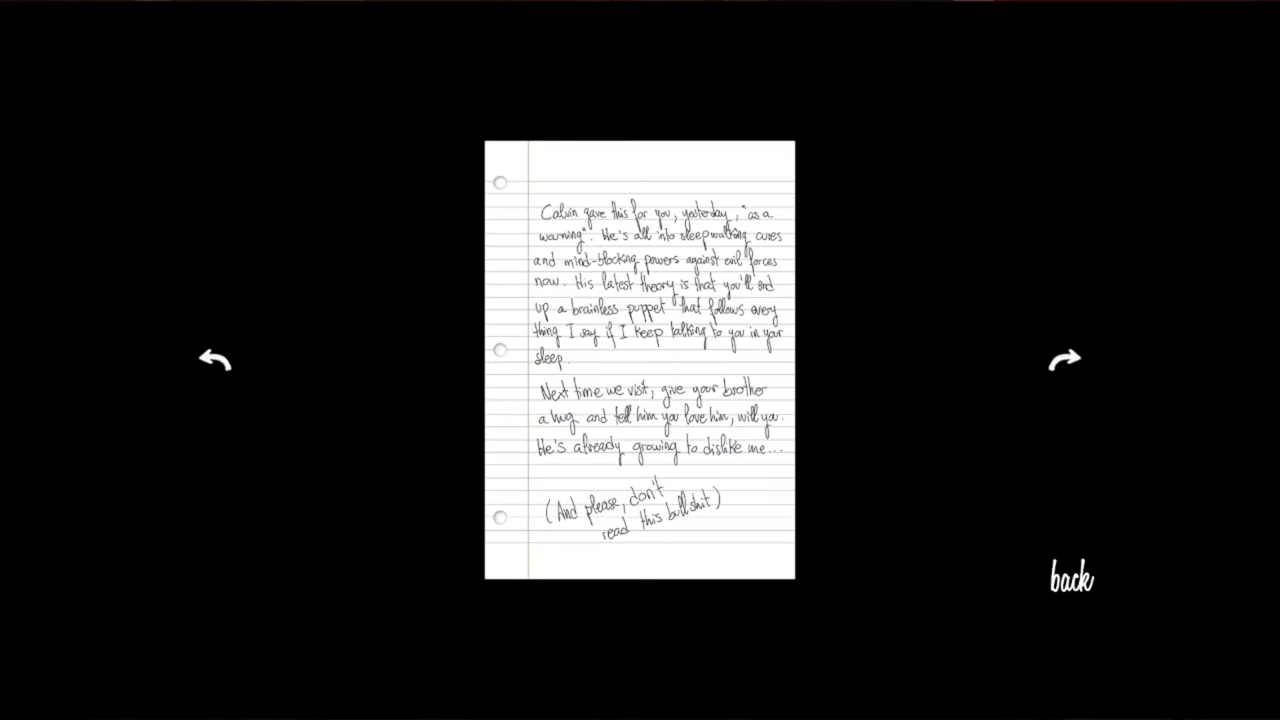 Calvin gave this for you, yesterday, "as a
warning". He's all into sleepwalking cures
and mind-blocking powers against evil forces
now. His latest theory is that you'll end
up a brainless puppet that follows every
thing I say if I keep talking to you in your
sleep.
Next time we visit, give your brother
a hug and tell him you love him, will you.
He's already growing to dislike me...
(And please, don't
read this bullshit)
back